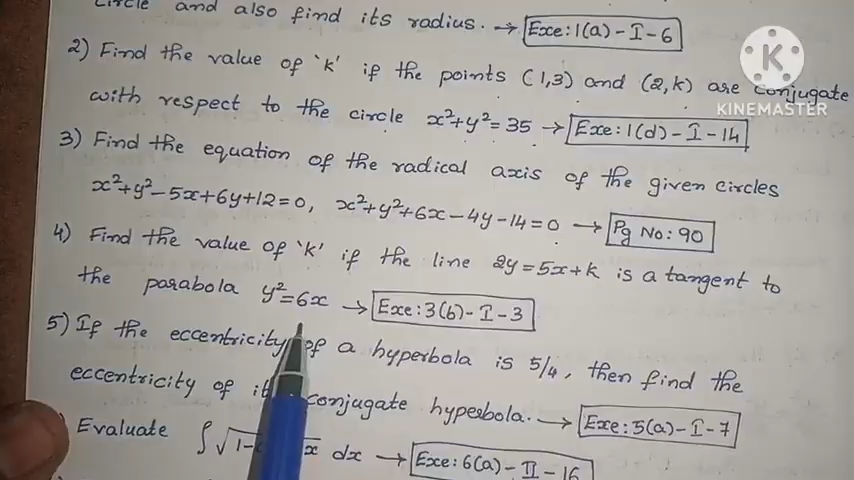 circle and also find its radius. → Exe: 1(a) - I - 6
2) Find the value of 'k' if the points (1,3) and (2,k) are conjugate
with respect to the circle x²+y²=35 → Exe: 1(d) - I - 14
3) Find the equation of the radical axis of the given circles
x²+y²-5x+6y+12=0, x²+y²+6x-4y-14=0 → Pg No: 90
4) Find the value of 'k' if the line 2y=5x+k is a tangent to
the parabola y²=6x → Exe: 3(b) - I - 3
5) If the eccentricity of a hyperbola is 5/4, then find the
eccentricity of its conjugate hyperbola. → Exe: 5(a) - I - 7
Evaluate ∫√1- x dx → Exe: 6(a) - II - 16
K
KINEMASTER